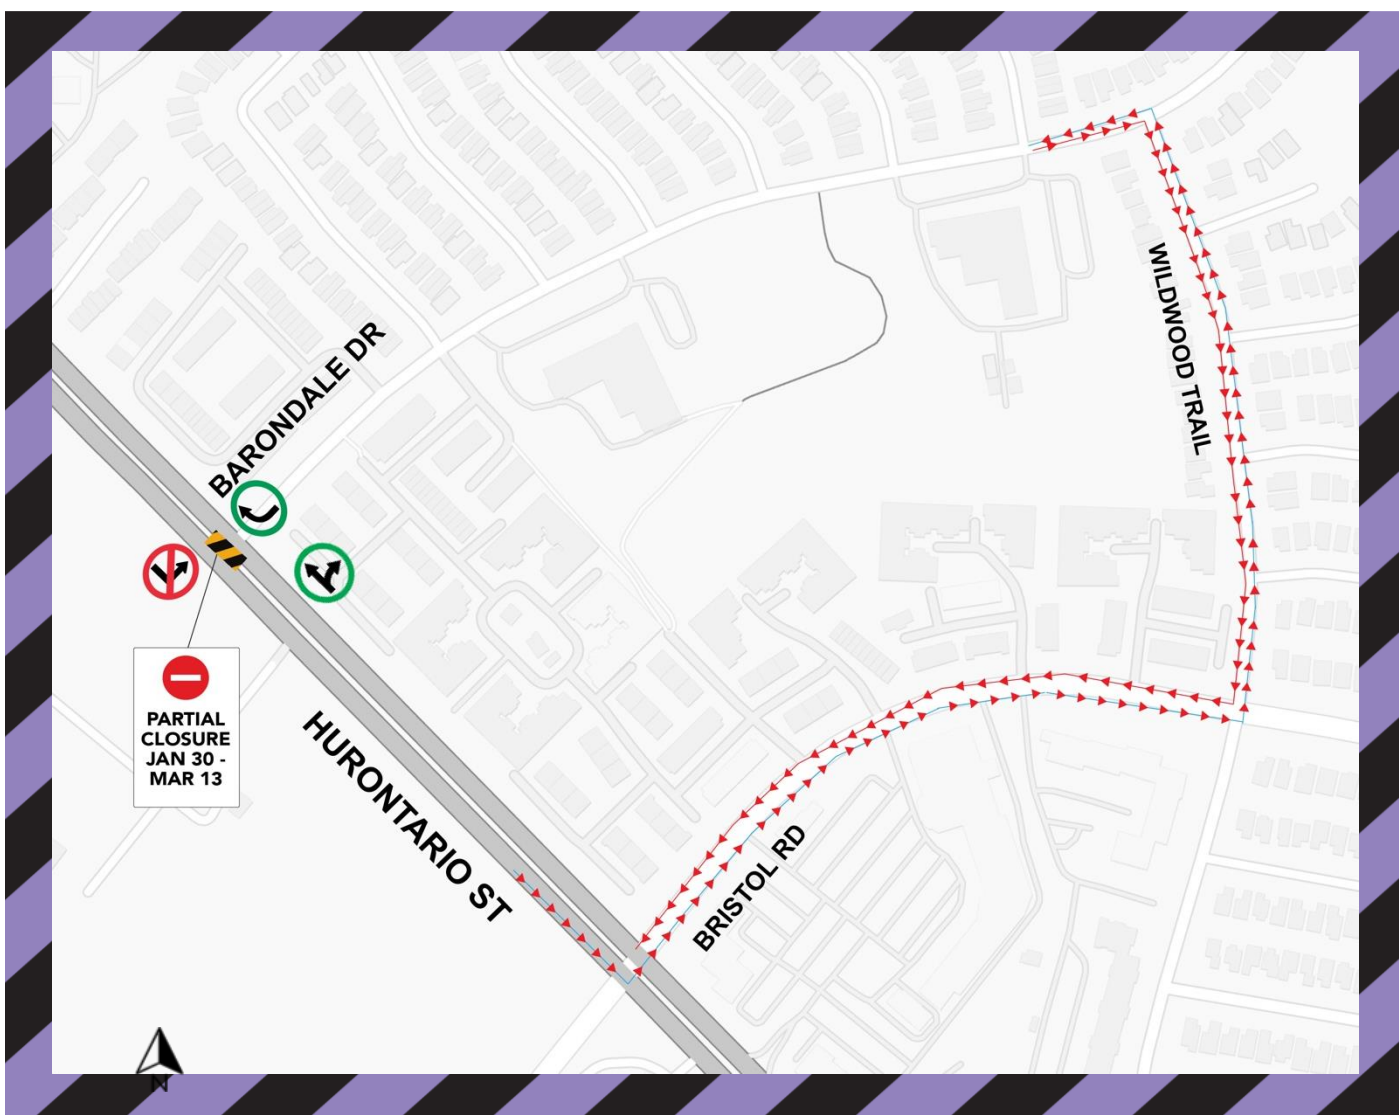 WILDWOOD TRAIL
BARONDALE DR
PARTIAL
CLOSURE
JAN 30 -
MAR 13
HURONTARIO ST
BRISTOL RD
N